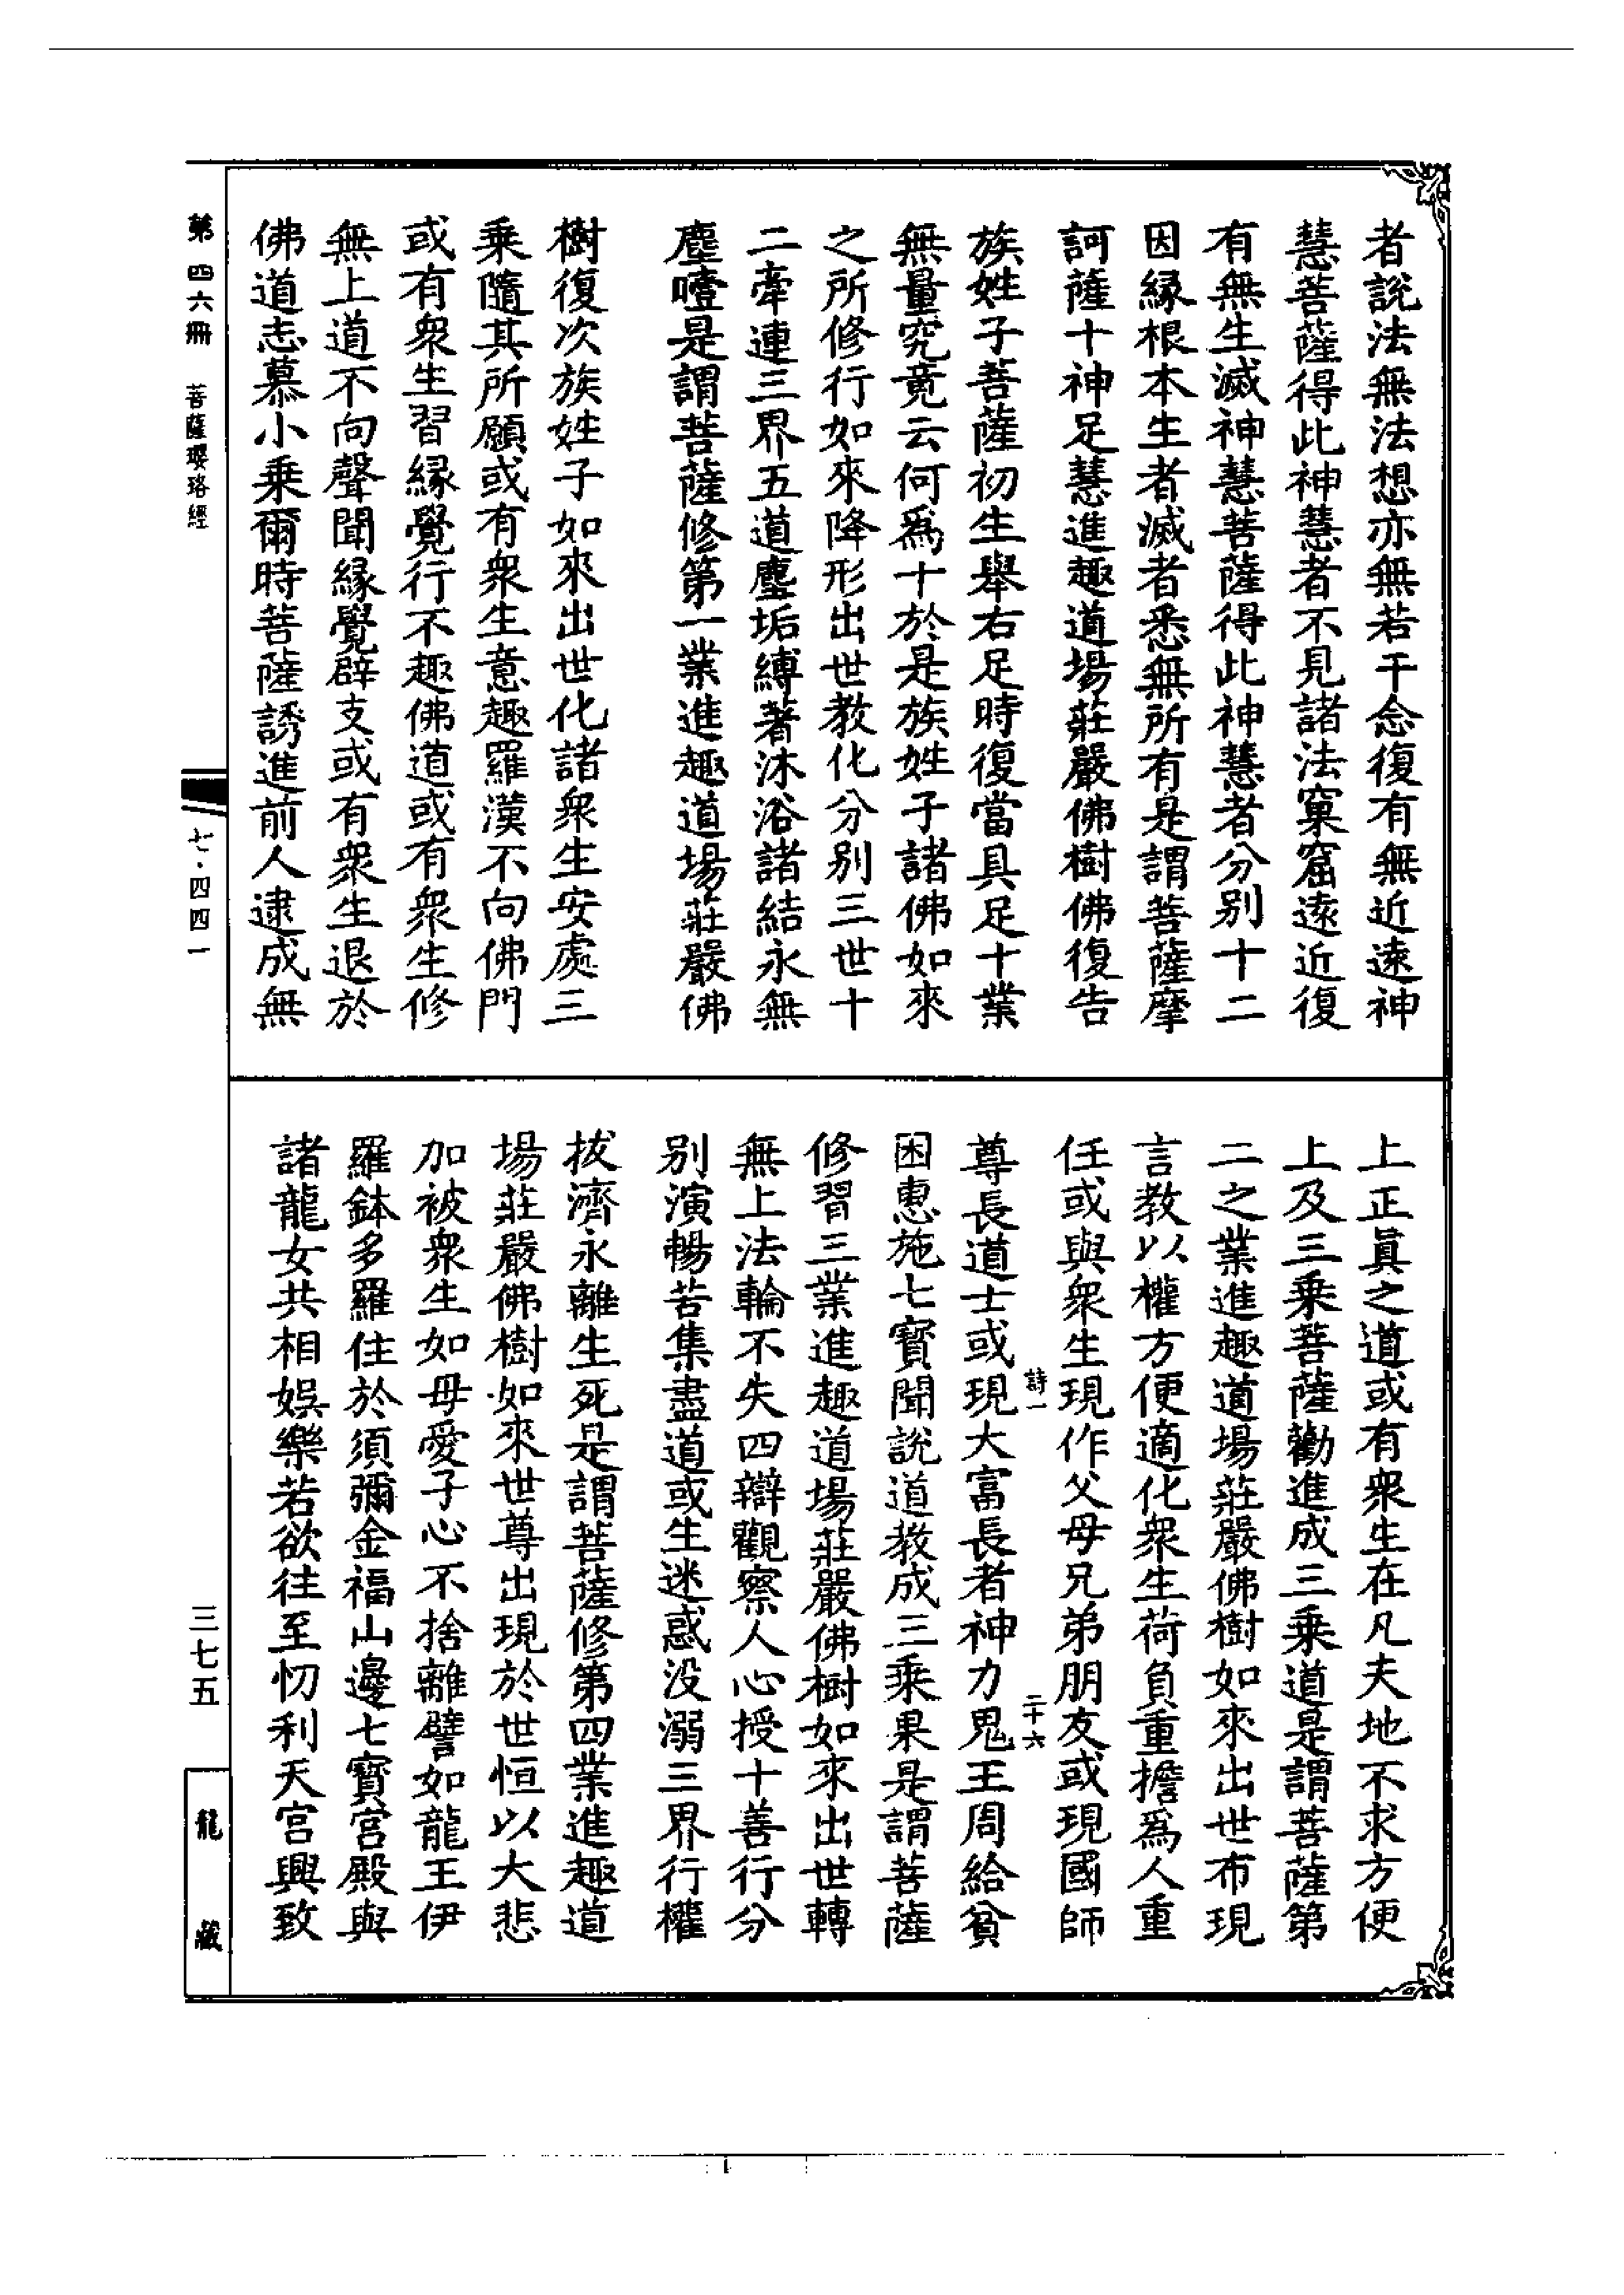 者說法無法想亦無若干念復有無近遠神
慧菩薩得此神慧者不見諸法窠窟遠近復
有無生滅神慧菩薩得此神慧者分別十二
因緣根本生者滅者悉無所有是謂菩薩摩
訶薩十神足慧進趣道場莊嚴佛樹佛復告
族姓子菩薩初生舉右足時復當具足十業
無量究竟云何爲十於是族姓子諸佛如來
之所修行如來降形出世教化分別三世十
二牽連三界五道塵垢縛著沐浴諸結永無
塵曀是謂菩薩修第一業進趣道場莊嚴佛
樹復次族姓子如來出世化諸衆生安處三
乘隨其所願或有衆生意趣羅漢不向佛門
或有衆生習緣覺行不趣佛道或有衆生修
無上道不向聲聞緣覺辟支或有衆生退於
佛道志慕小乘爾時菩薩誘進前人逮成無
上正眞之道或有衆生在凡夫地不求方便
上及三乘菩薩勸進成三乘道是謂菩薩第
二之業進趣道場莊嚴佛樹如來出世布現
言教以權方便適化衆生荷負重擔爲人重
任或與衆生現作父母兄弟朋友或現國師
詩一
二十六
尊長道士或現大富長者神力鬼王周給貧
困惠施七寶聞說道教成三乘果是謂菩薩
修習三業進趣道場莊嚴佛樹如來出世轉
無上法輪不失四辯觀察人心授十善行分
別演暢苦集盡道或生迷惑没溺三界行權
拔濟永離生死是謂菩薩修第四業進趣道
場莊嚴佛樹如來世尊出現於世恒以大悲
加被衆生如母愛子心不捨離譬如龍王伊
羅鉢多羅住於須彌金福山邊七寶宮殿與
諸龍女共相娛樂若欲往至忉利天宮興致
第四六冊
菩薩瓔珞經
七·四四一
三七五
龍藏